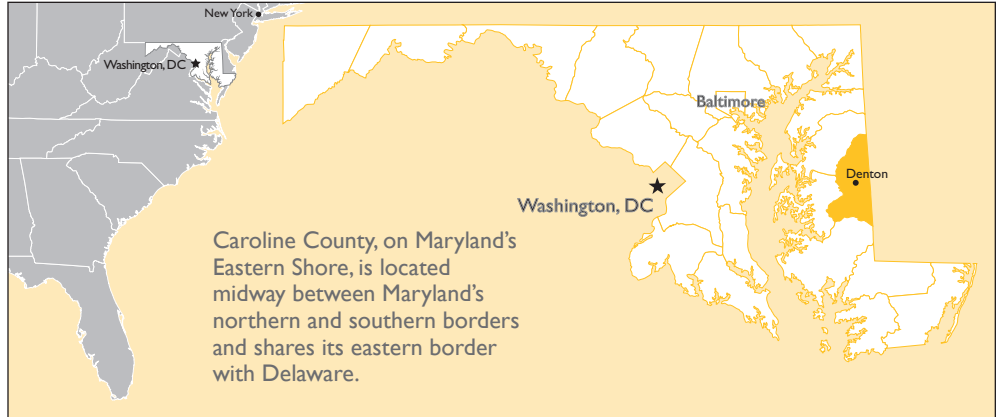 New York
Washington, DC
Baltimore
Denton
Washington, DC
Caroline County, on Maryland's
Eastern Shore, is located
midway between Maryland's
northern and southern borders
and shares its eastern border
with Delaware.